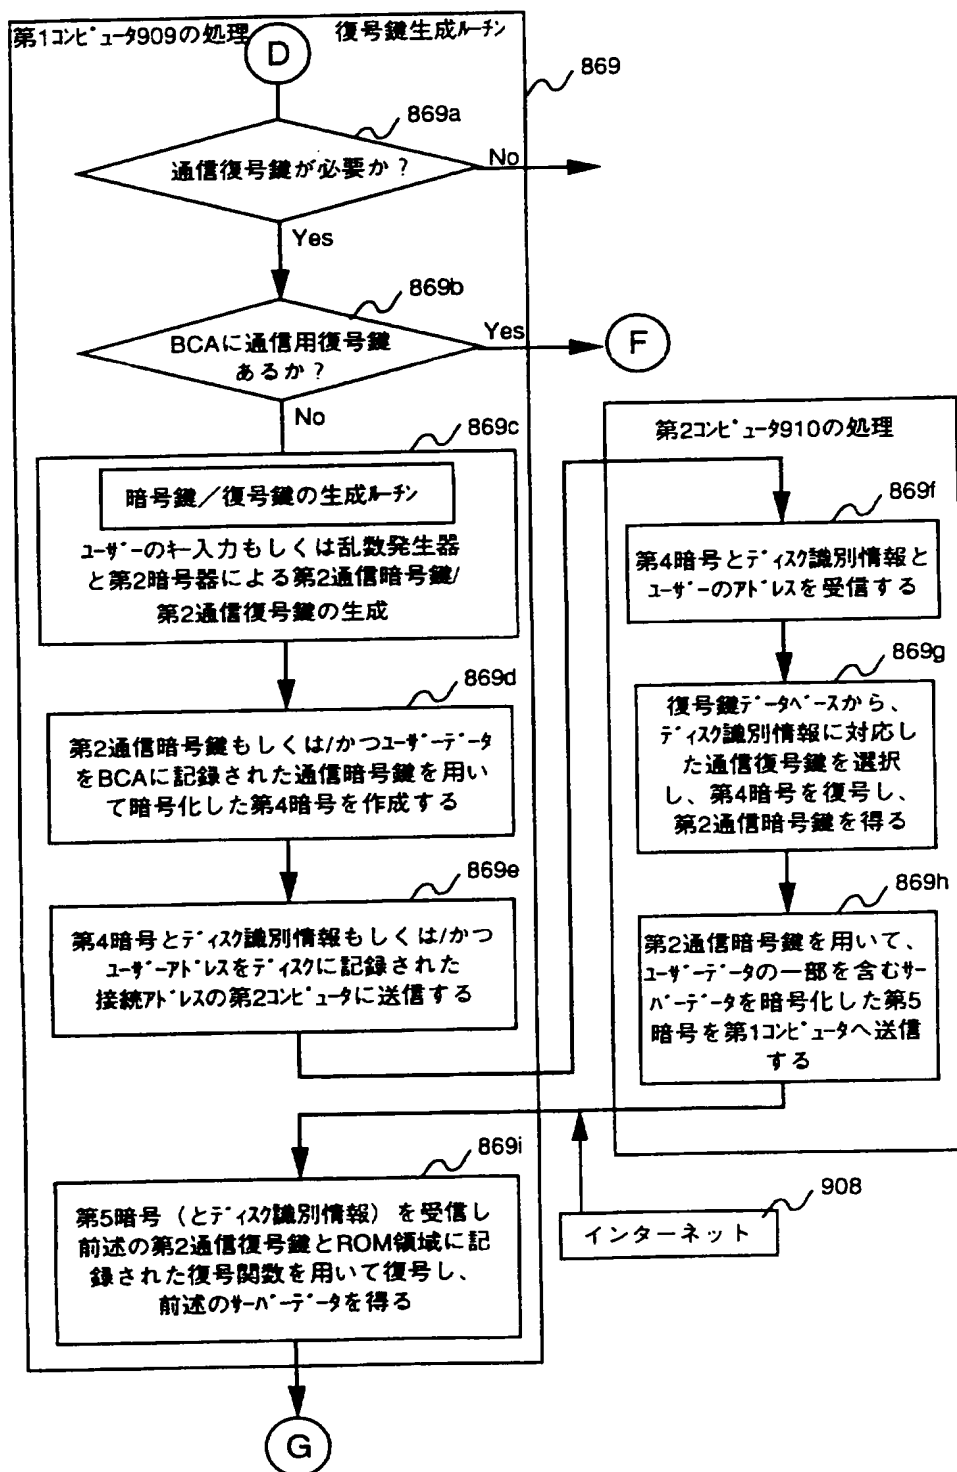 第1コンピュータ909の処理
復号鍵生成ルーチン
D
869
869a
通信復号鍵が必要か?
No
Yes
869b
BCAに通信用復号鍵
あるか?
Yes
F
No
869c
暗号鍵/復号鍵の生成ルーチン
ユーザーのキー入力もしくは乱数発生器
と第2暗号器による第2通信暗号鍵/
第2通信復号鍵の生成
869d
第2通信暗号鍵もしくは/かつユーザーデータ
をBCAに記録された通信暗号鍵を用い
て暗号化した第4暗号を作成する
869e
第4暗号とディスク識別情報もしくは/かつ
ユーザーアドレスをディスクに記録された
接続アドレスの第2コンピュータに送信する
第2コンピュータ910の処理
869f
第4暗号とディスク識別情報と
ユーザーのアドレスを受信する
869g
復号鍵データベースから、
ディスク識別情報に対応し
た通信復号鍵を選択
し、第4暗号を復号し、
第2通信暗号鍵を得る
869h
第2通信暗号鍵を用いて、
ユーザーデータの一部を含むサー
バーデータを暗号化した第5
暗号を第1コンピュータへ送信
する
908
インターネット
869i
第5暗号(とディスク識別情報)を受信し
前述の第2通信復号鍵とROM領域に記
録された復号関数を用いて復号し、
前述のサーバーデータを得る
G